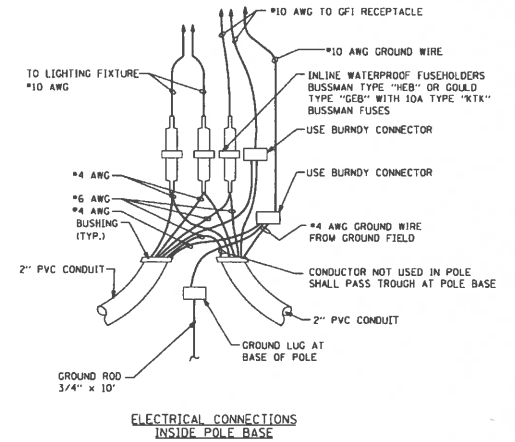 "10 AWG TO GFI RECEPTACLE
"10 AWG GROUND WIRE
TO LIGHTING FIXTURE
"10 AWG
INLINE WATERPROOF FUSEHOLDERS
BUSSMAN TYPE "HEB" OR GOULD
TYPE "GEB" WITH 10A TYPE "KTK"
BUSSMAN FUSES
USE BURNDY CONNECTOR
USE BURNDY CONNECTOR
"4 AWG
"6 AWG
"4 AWG
BUSHING
(TYP.)
"4 AWG GROUND WIRE
FROM GROUND FIELD
2" PVC CONDUIT
CONDUCTOR NOT USED IN POLE
SHALL PASS TROUGH AT POLE BASE
2" PVC CONDUIT
GROUND LUG AT
BASE OF POLE
GROUND ROD
3/4" x 10'
ELECTRICAL CONNECTIONS
INSIDE POLE BASE